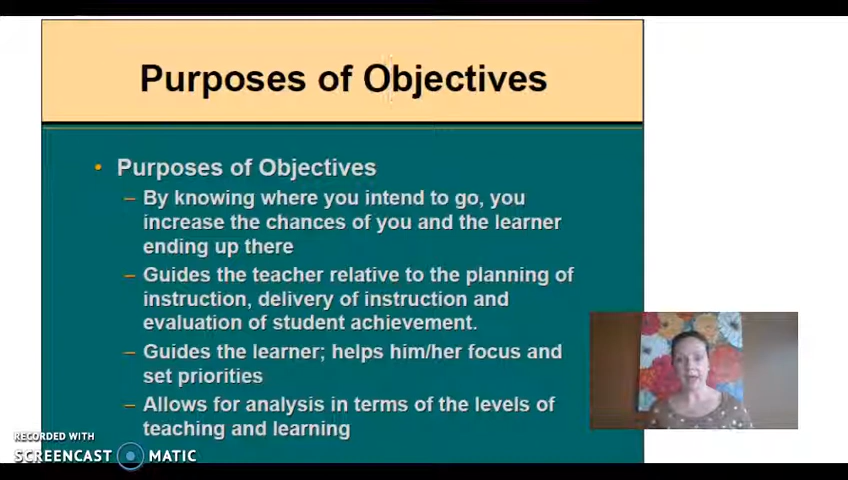 Purposes of Objectives
• Purposes of Objectives
– By knowing where you intend to go, you
increase the chances of you and the learner
ending up there
– Guides the teacher relative to the planning of
instruction, delivery of instruction and
evaluation of student achievement.
– Guides the learner; helps him/her focus and
set priorities
– Allows for analysis in terms of the levels of
teaching and learning
RECORDED WITH
SCREENCAST MATIC